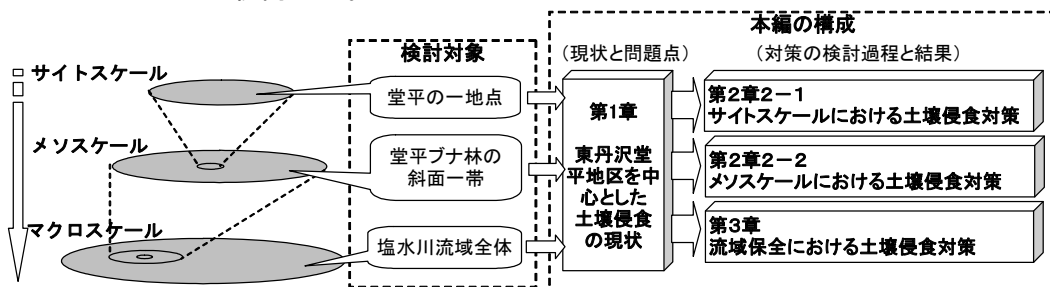 本編の構成
検討対象
(現状と問題点)
(対策の検討過程と結果)
サイトスケール
堂平の一地点
第1章
東丹沢堂
平地区を中
心とした
土壌侵食
の現状
第2章2-1
サイトスケールにおける土壌侵食対策
メソスケール
堂平ブナ林の
斜面一帯
第2章2-2
メソスケールにおける土壌侵食対策
マクロスケール
塩水川流域全体
第3章
流域保全における土壌侵食対策